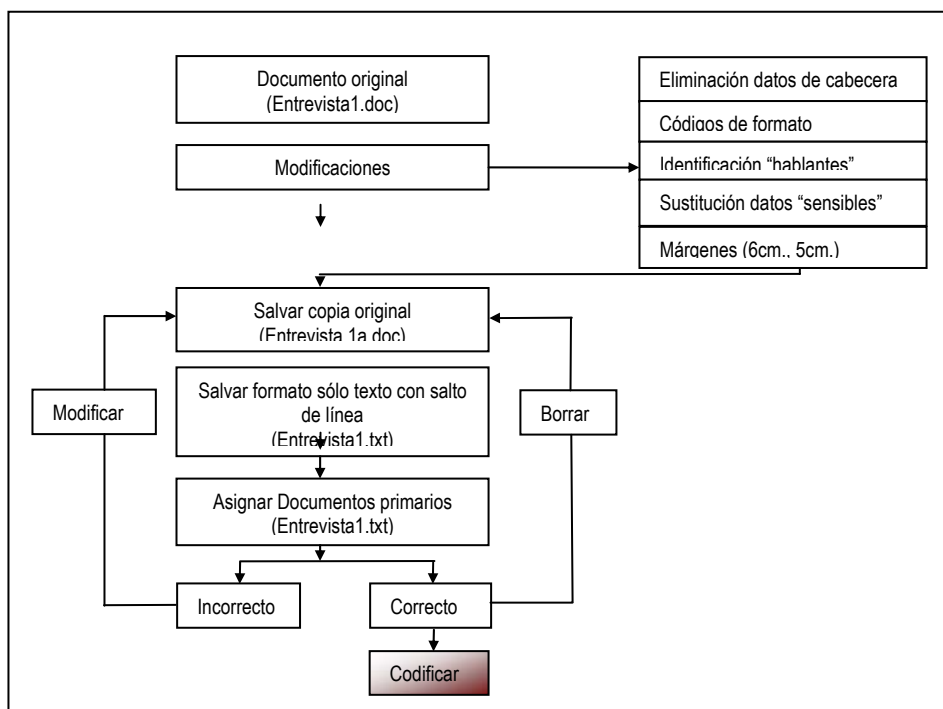 Documento original
(Entrevista1.doc)
Eliminación datos de cabecera
Códigos de formato
Modificaciones
Identificación “hablantes”
Sustitución datos “sensibles”
Márgenes (6cm., 5cm.)
Salvar copia original
(Entrevista 1a.doc)
Modificar
Salvar formato sólo texto con salto
de línea
(Entrevista1.txt)
Borrar
Asignar Documentos primarios
(Entrevista1.txt)
Incorrecto
Correcto
Codificar